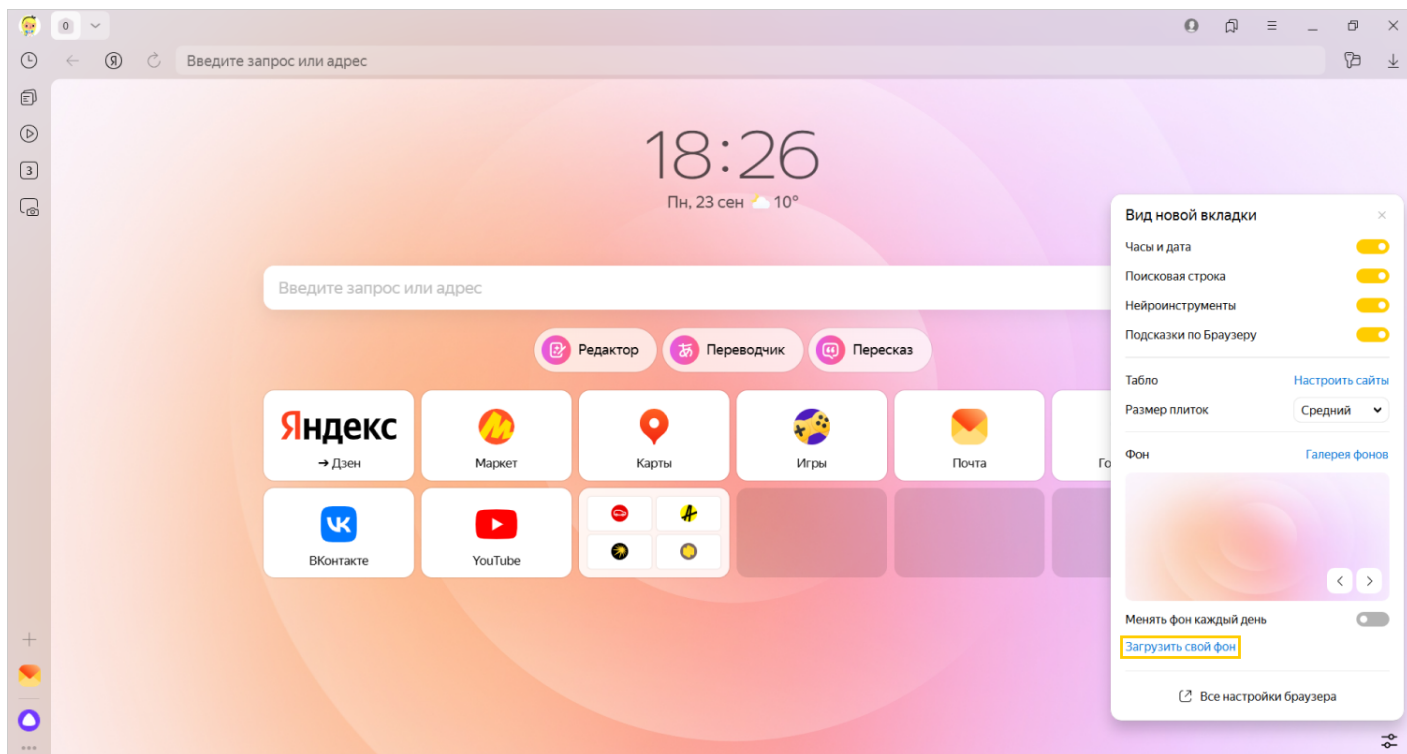 0
Введите запрос или адрес
3
18:26
Пн, 23 сен 10°
Введите запрос или адрес
Редактор
Переводчик
Пересказ
Яндекс
➔ Дзен
Маркет
Карты
Игры
Почта
Го
ВКонтакте
YouTube
Вид новой вкладки
Часы и дата
Поисковая строка
Нейроинструменты
Подсказки по Браузеру
Табло Настроить сайты
Размер плиток Средний
Фон Галерея фонов
Менять фон каждый день
Загрузить свой фон
Все настройки браузера